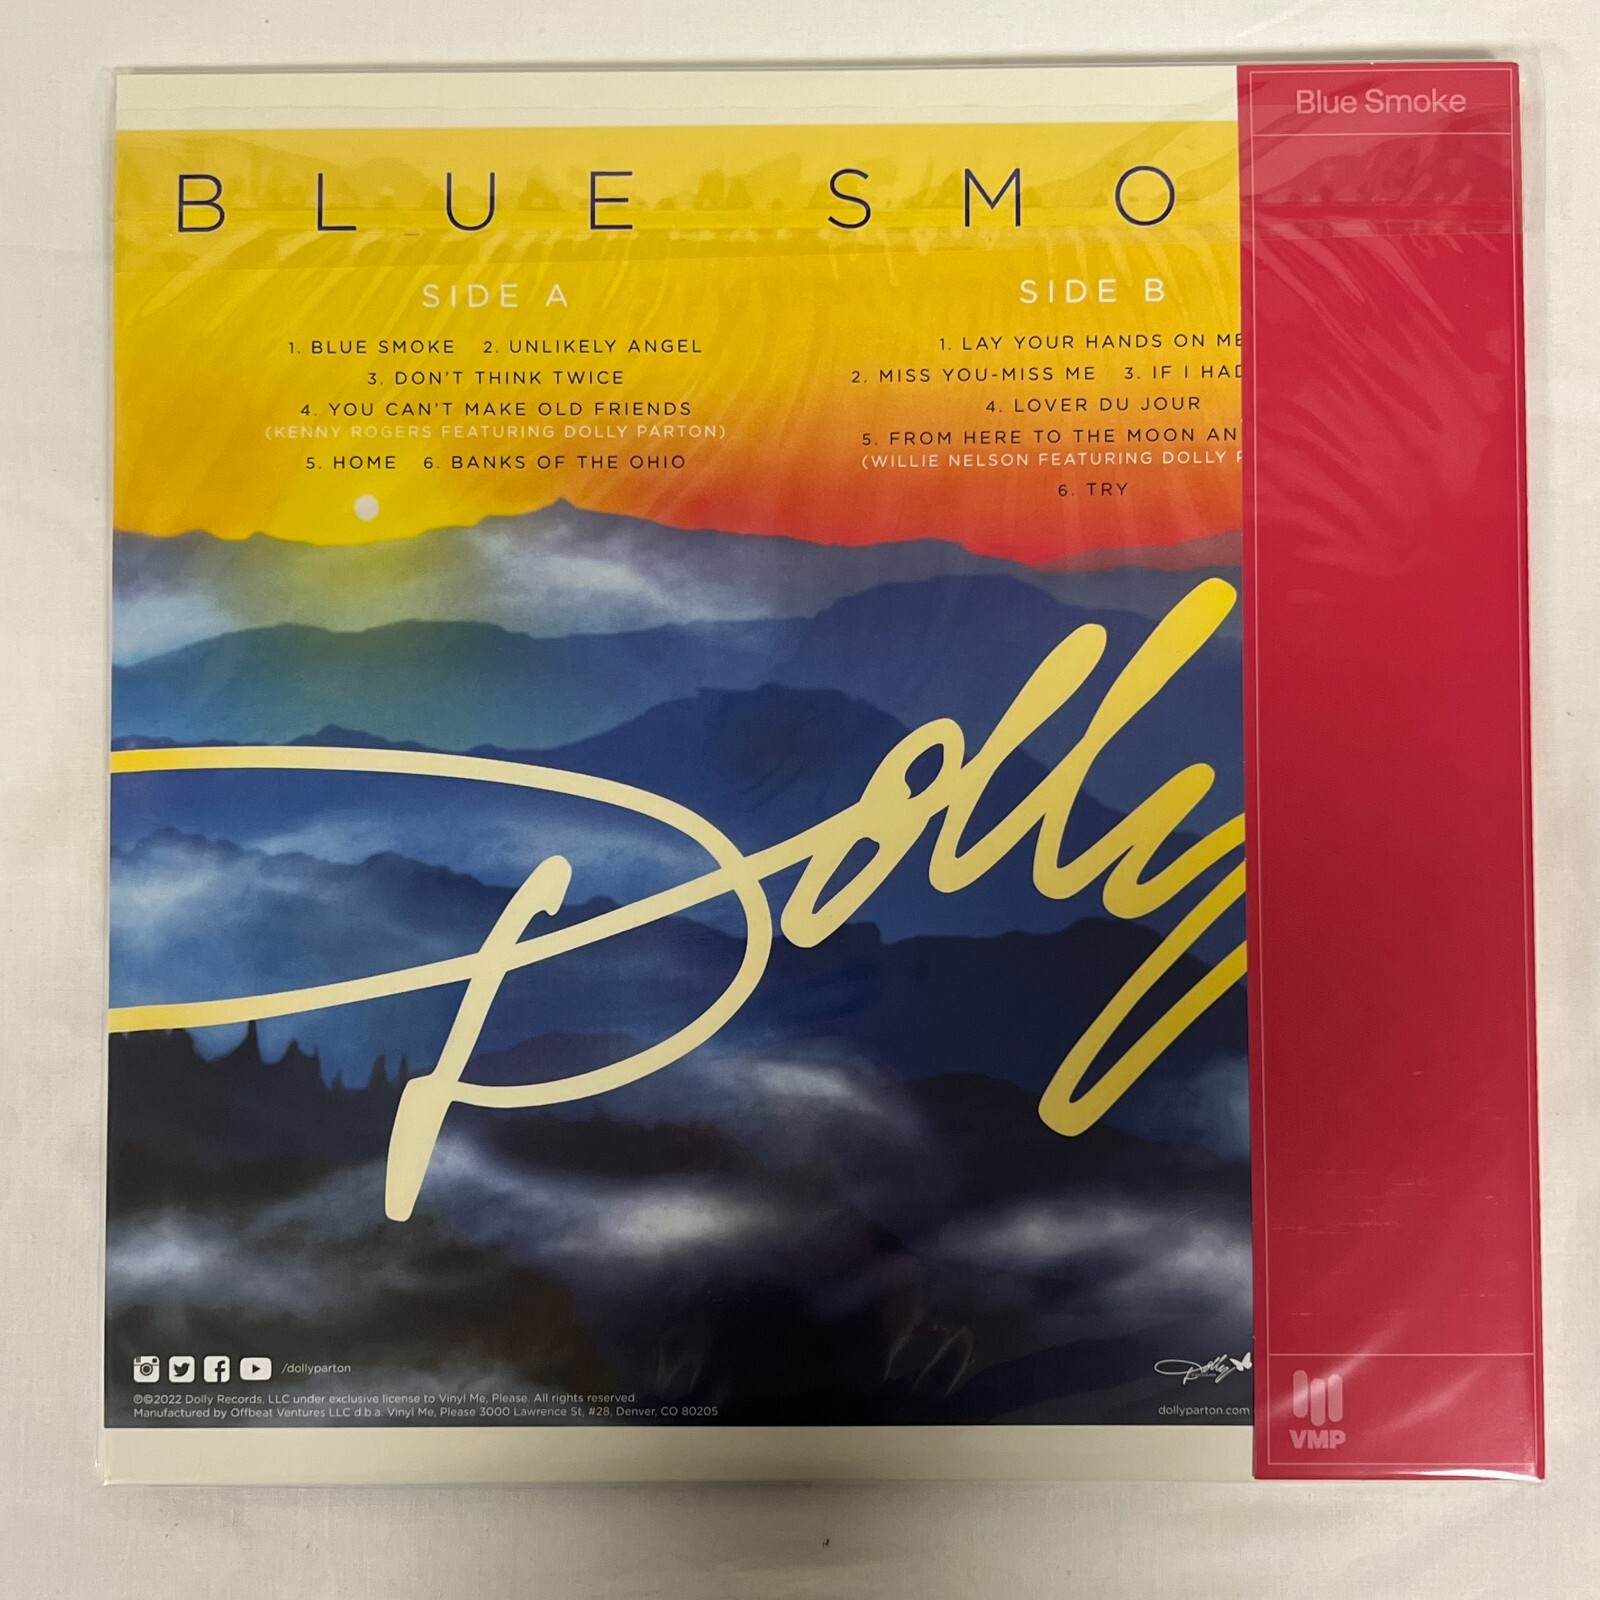 Blue Smoke
BLUE SMO
SIDE A
1. BLUE SMOKE 2. UNLIKELY ANGEL
3. DON'T THINK TWICE
4. YOU CAN'T MAKE OLD FRIENDS
(KENNY ROGERS FEATURING DOLLY PARTON)
5. HOME 6. BANKS OF THE OHIO
SIDE B
1. LAY YOUR HANDS ON ME
2. MISS YOU-MISS ME 3. IF I HAD
4. LOVER DU JOUR
5. FROM HERE TO THE MOON AN
(WILLIE NELSON FEATURING DOLLY P
6. TRY
Dolly
/dollyparton
℗©2022 Dolly Records, LLC under exclusive license to Vinyl Me, Please. All rights reserved.
Manufactured by Offbeat Ventures LLC d.b.a. Vinyl Me, Please 3000 Lawrence St, #28, Denver, CO 80205
Dolly
dollyparton.com
VMP